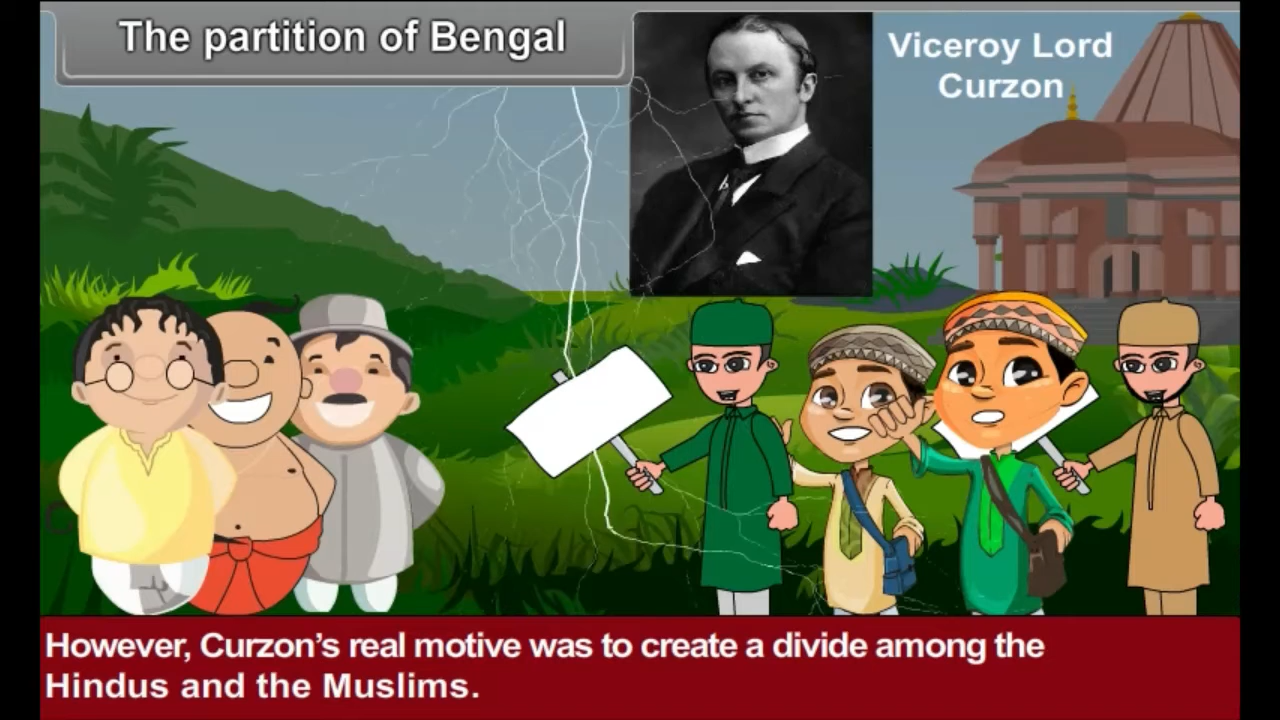 The partition of Bengal
Viceroy Lord
Curzon
However, Curzon's real motive was to create a divide among the
Hindus and the Muslims.